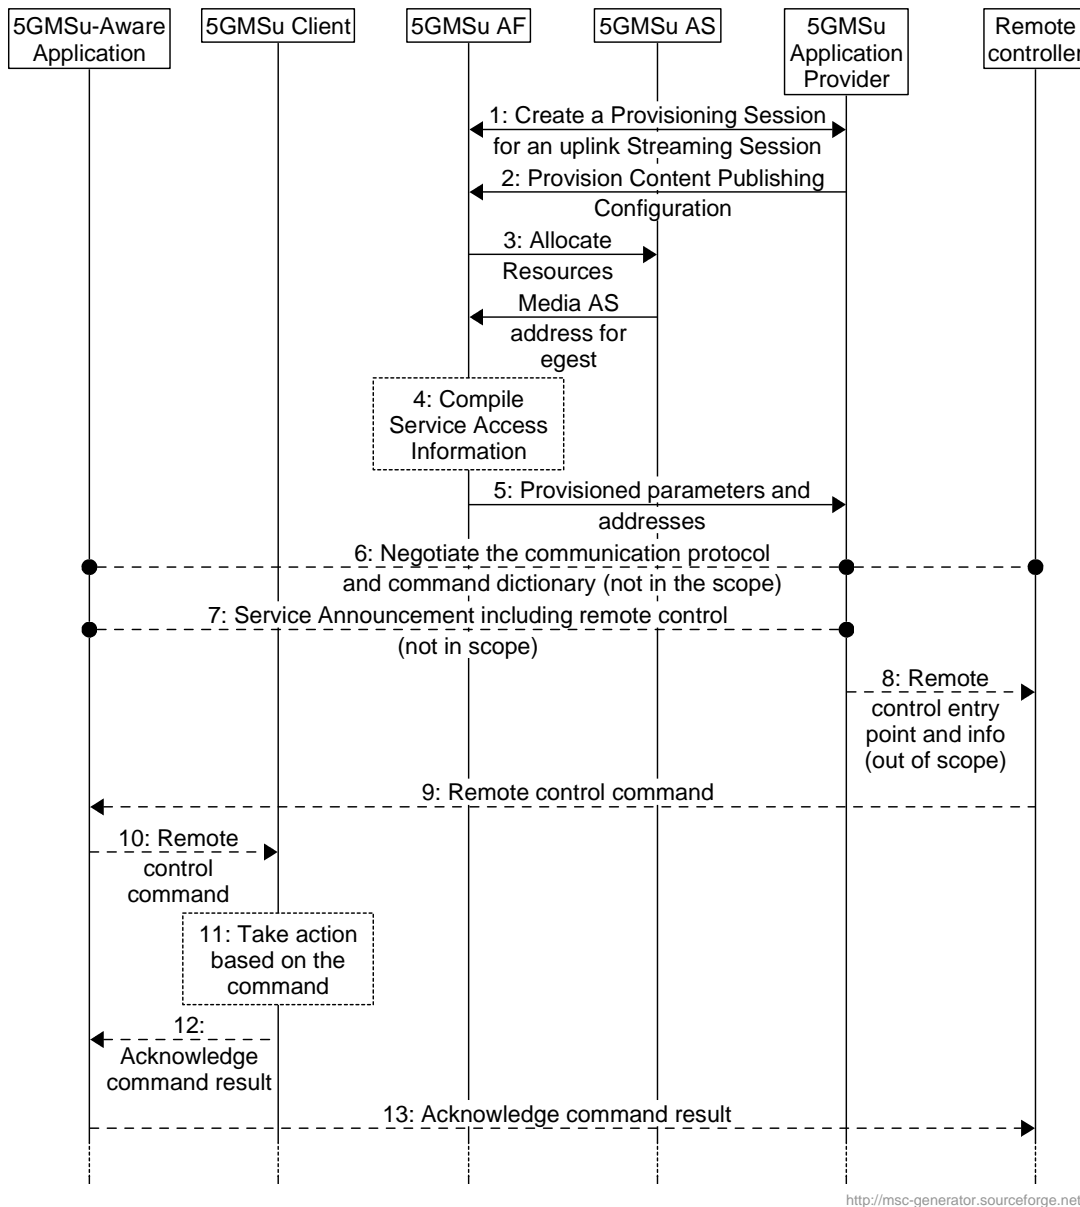 5GMSu-Aware
Application
5GMSu Client
5GMSu AF
5GMSu AS
5GMSu
Application
Provider
Remote
controller
1: Create a Provisioning Session
for an uplink Streaming Session
2: Provision Content Publishing
Configuration
3: Allocate
Resources
Media AS
address for
egest
4: Compile
Service Access
Information
5: Provisioned parameters and
addresses
6: Negotiate the communication protocol
and command dictionary (not in the scope)
7: Service Announcement including remote control
(not in scope)
8: Remote
control entry
point and info
(out of scope)
9: Remote control command
10: Remote
control
command
11: Take action
based on the
command
12:
Acknowledge
command result
13: Acknowledge command result
http://msc-generator.sourceforge.net